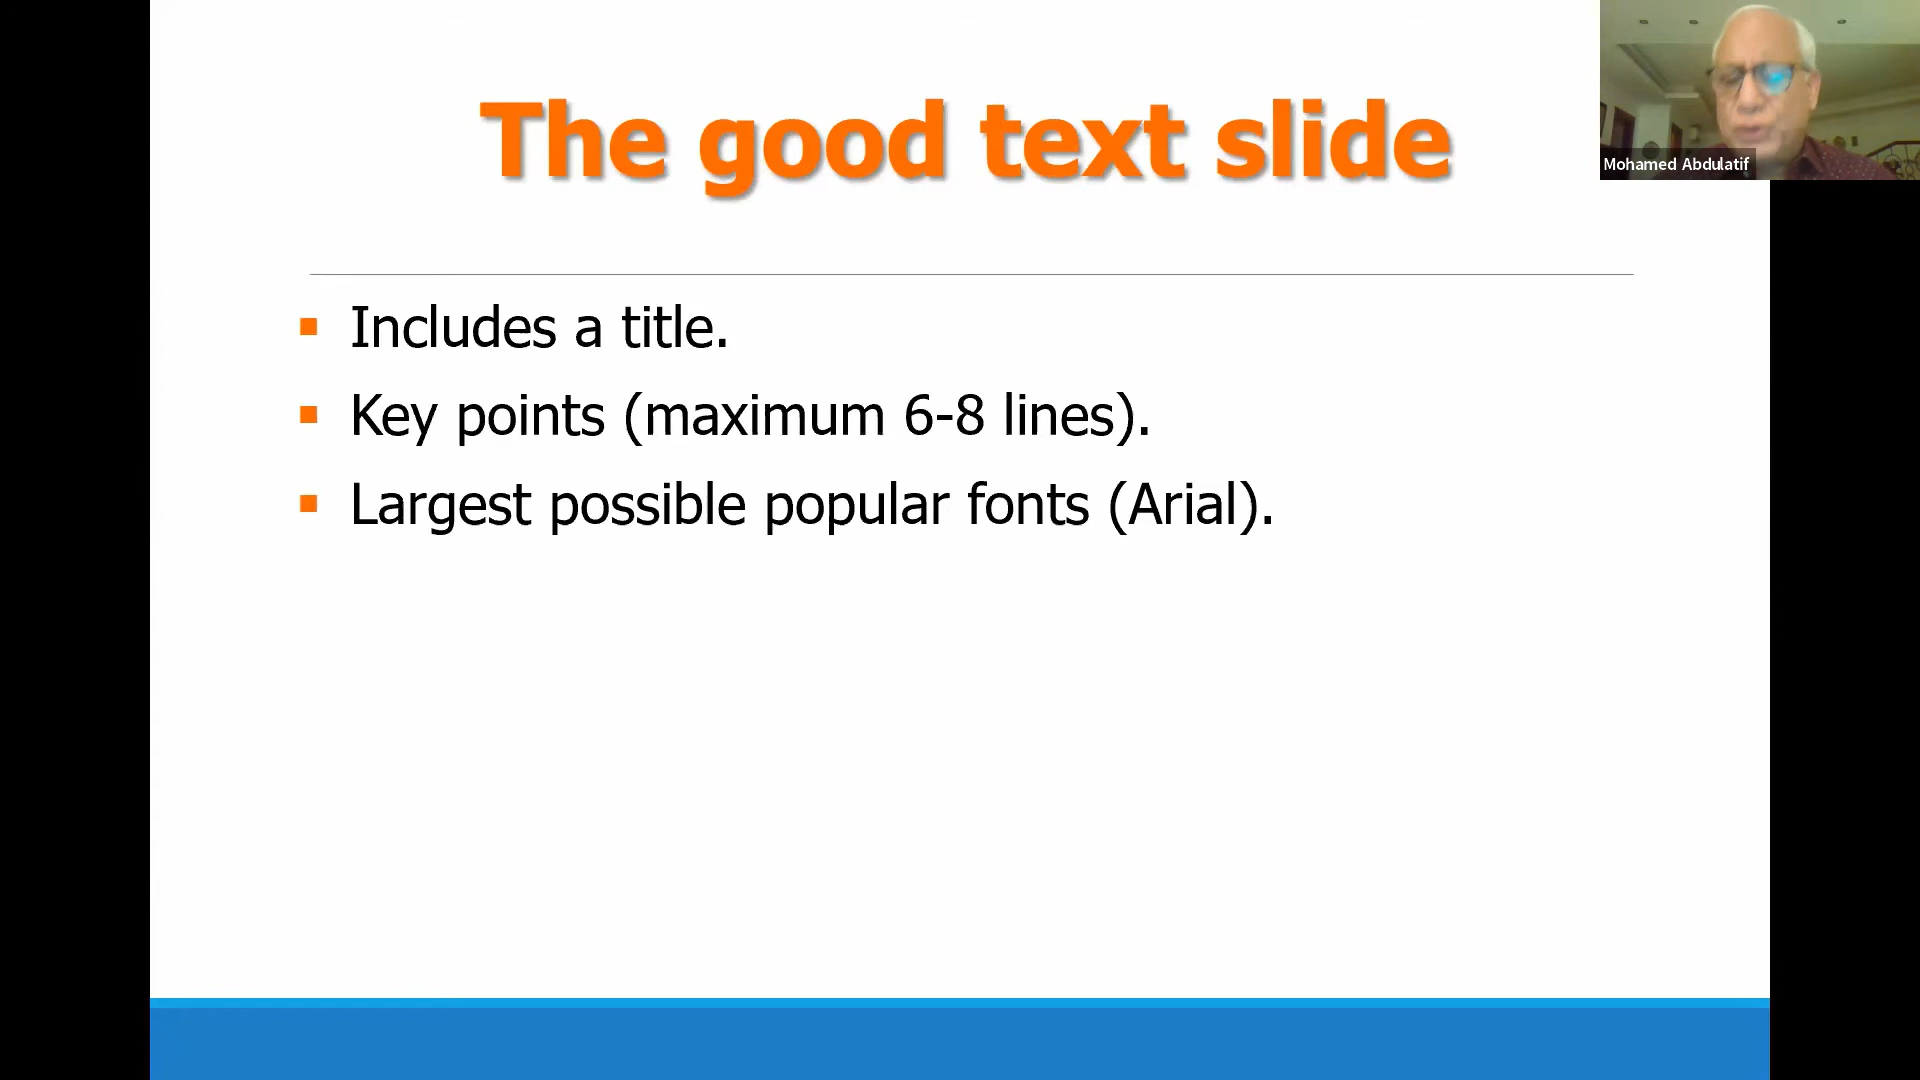 The good text slide
Mohamed Abdulatif
Includes a title.
Key points (maximum 6-8 lines).
Largest possible popular fonts (Arial).